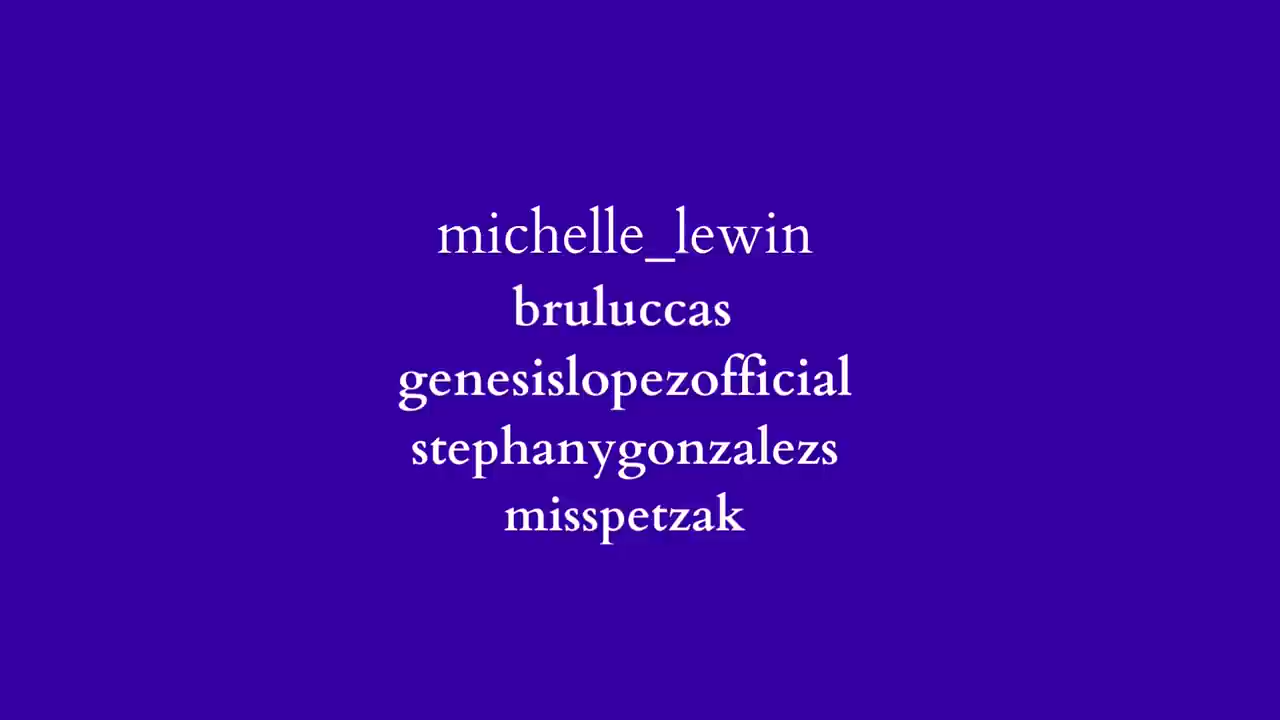 michelle_lewin
bruluccas
genesislopezofficial
stephanygonzalezs
misspetzak